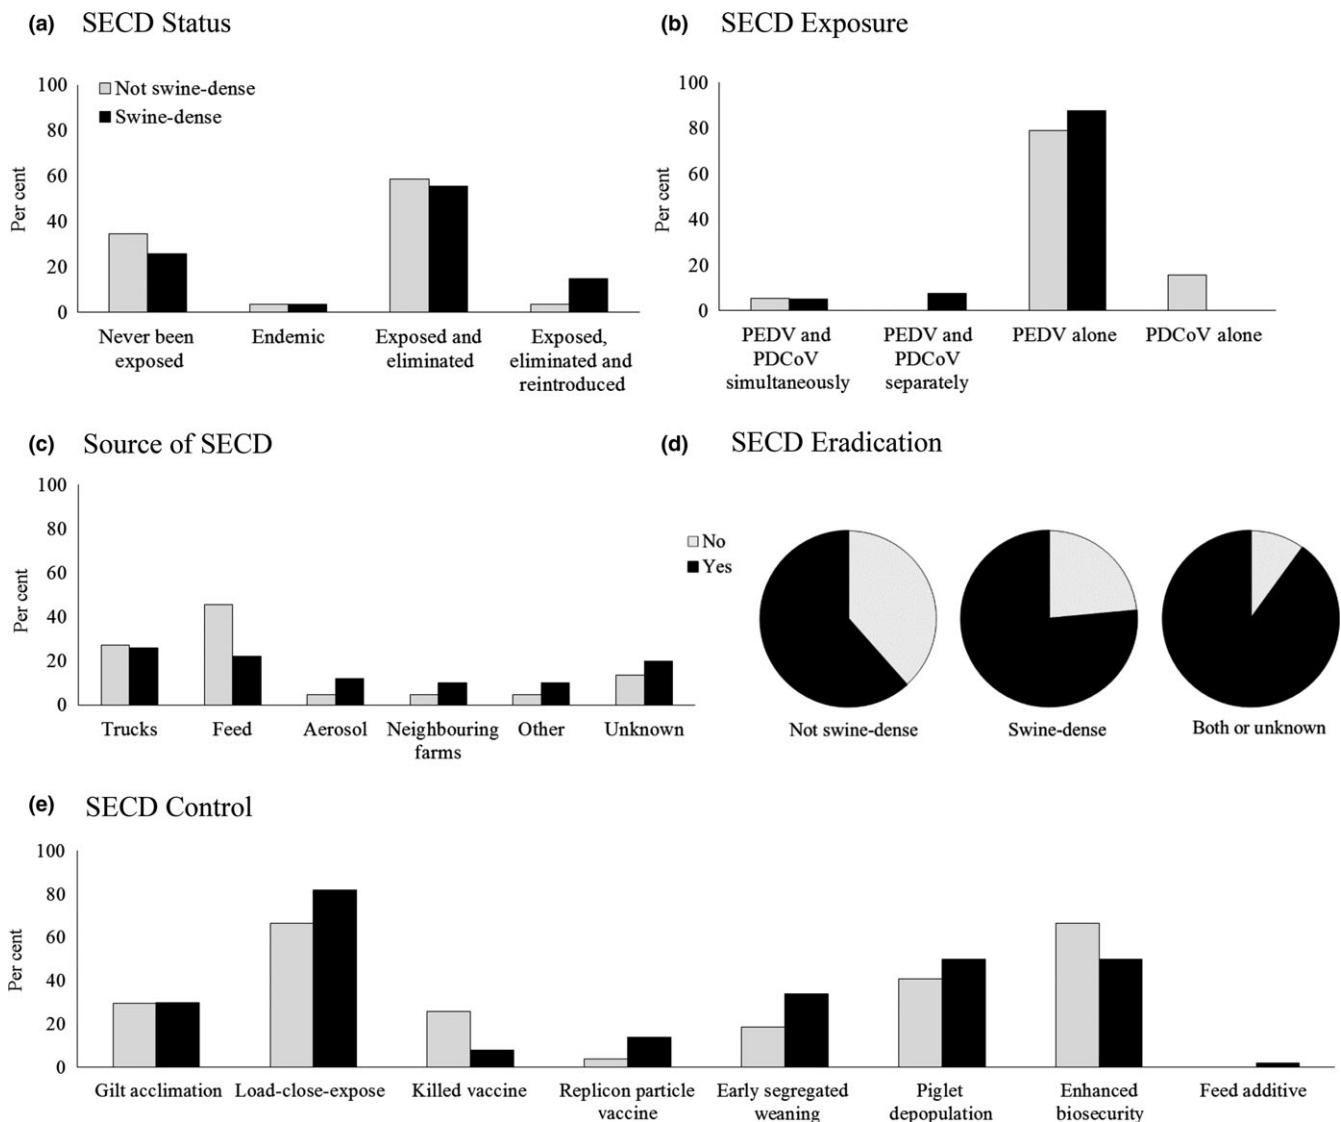 (a) SECD Status
100
80
60
40
20
0
Per cent
Not swine-dense
Swine-dense
Never been
exposed
Endemic
Exposed and
eliminated
Exposed,
eliminated and
reintroduced
(b) SECD Exposure
100
80
60
40
20
0
Per cent
PEDV and
PDCoV
simultaneously
PEDV and
PDCoV
separately
PEDV alone
PDCoV alone
(c) Source of SECD
100
80
60
40
20
0
Per cent
Trucks
Feed
Aerosol
Neighbouring
farms
Other
Unknown
(d) SECD Eradication
No
Yes
Not swine-dense
Swine-dense
Both or unknown
(e) SECD Control
100
80
60
40
20
0
Per cent
Gilt acclimation
Load-close-expose
Killed vaccine
Replicon particle
vaccine
Early segregated
weaning
Piglet
depopulation
Enhanced
biosecurity
Feed additive